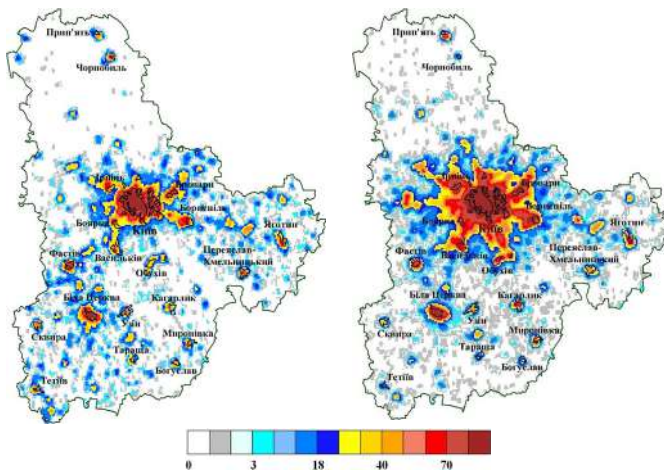 Прип'ять
Чорнобиль
Ірпінь
Бровари
Бориспіль
Боярка
Київ
Яготин
Переяслав-
Хмельницький
Фастів
Васильків
Обухів
Біла Церква
Кагарлик
Узин
Сквира
Миронівка
Тараща
Богуслав
Тетіїв
Прип'ять
Чорнобиль
Ірпінь
Бровари
Бориспіль
Боярка
Київ
Яготин
Переяслав-
Хмельницький
Фастів
Васильків
Обухів
Біла Церква
Кагарлик
Узин
Сквира
Миронівка
Тараща
Богуслав
Тетіїв
0 3 18 40 70